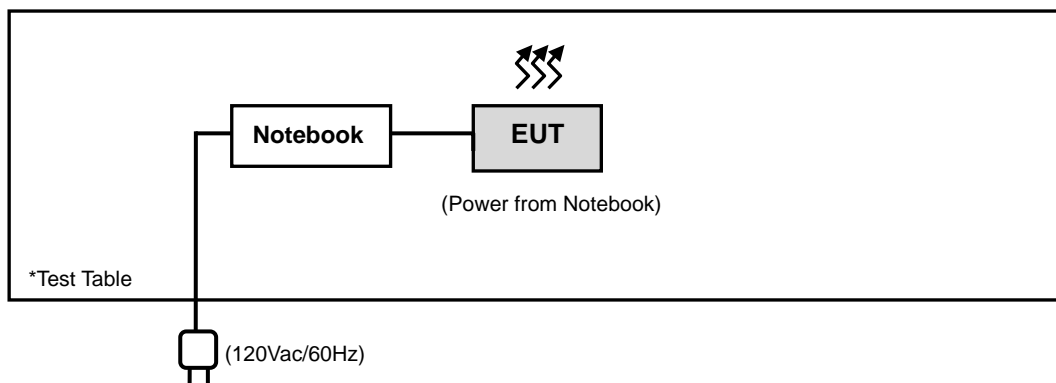 Notebook
EUT
(Power from Notebook)
*Test Table
(120Vac/60Hz)